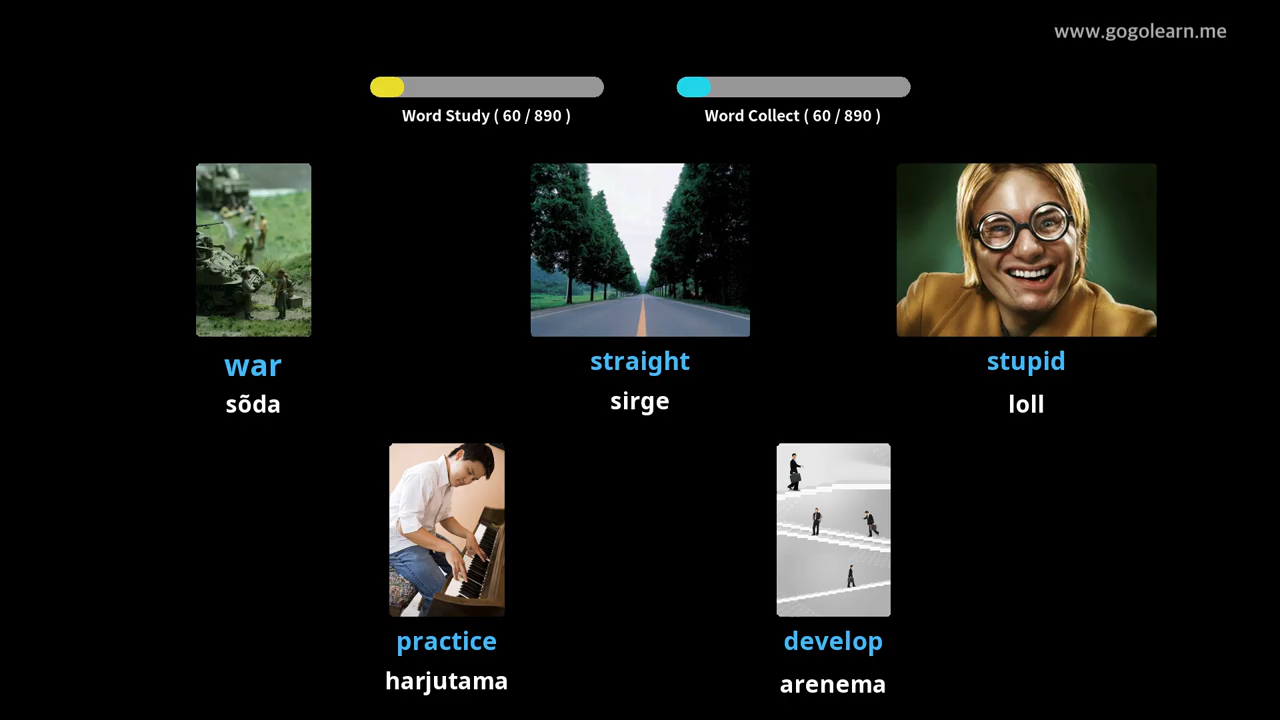 www.gogolearn.me
Word Study ( 60 / 890 )
Word Collect ( 60 / 890 )
war
sõda
straight
sirge
stupid
loll
practice
harjutama
develop
arenema